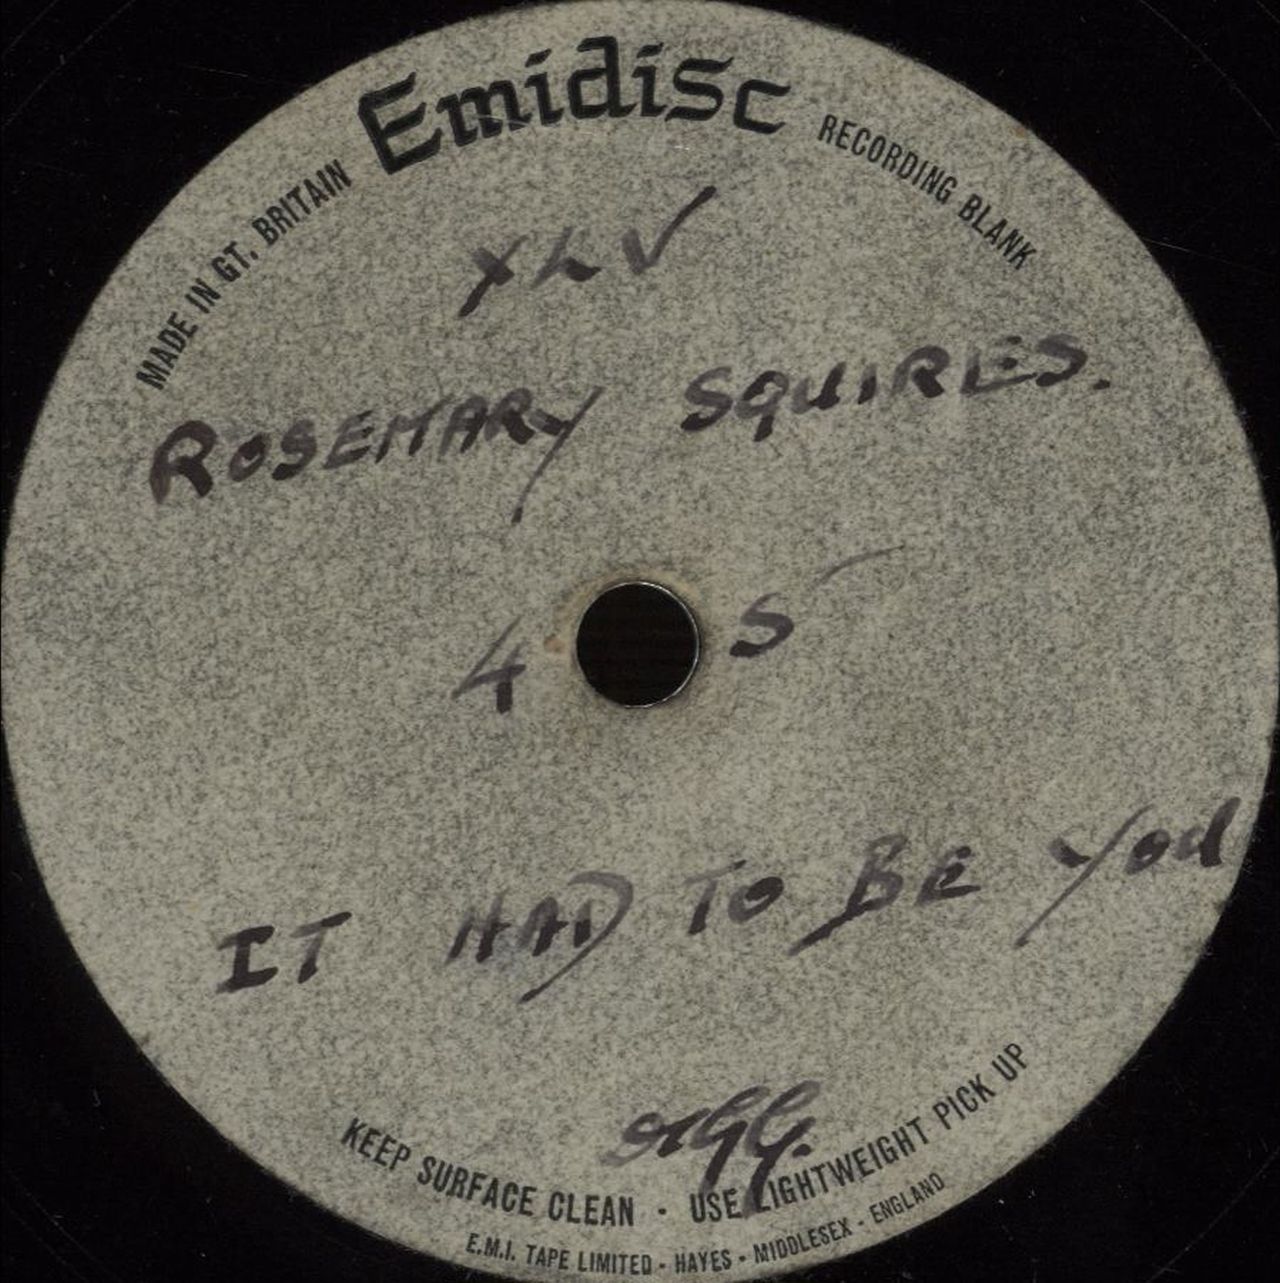 Emidisc
MADE IN GT. BRITAIN
RECORDING BLANK
ROSEMARY SQUIRES.
45
IT HAD TO BE YOU
KEEP SURFACE CLEAN · USE LIGHTWEIGHT PICK UP
E.M.I. TAPE LIMITED - HAYES - MIDDLESEX - ENGLAND